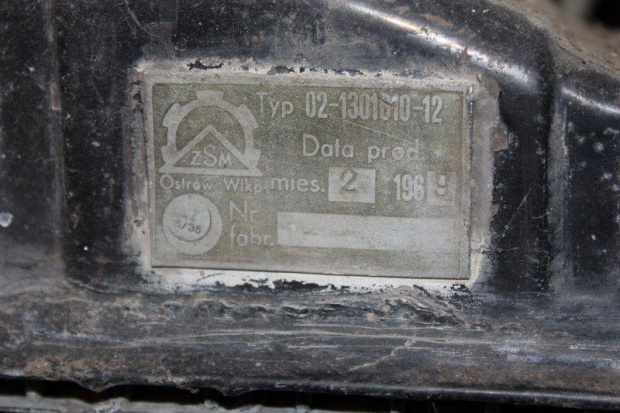 Typ 02-1301010-12
ZSM
Data prod.
Ostrów Wlkp.
mies. 2 1969
Nr
fabr.